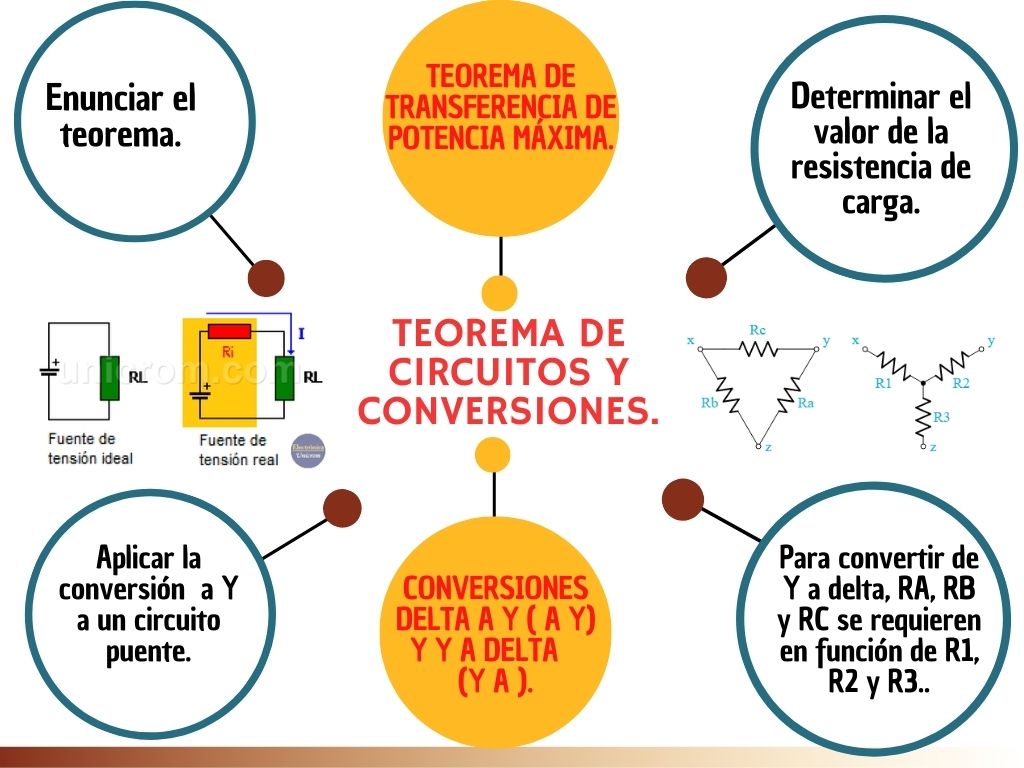 Enunciar el
teorema.
TEOREMA DE
TRANSFERENCIA DE
POTENCIA MÁXIMA.
Determinar el
valor de la
resistencia de
carga.
TEOREMA DE
CIRCUITOS Y
CONVERSIONES.
I
Ri
+
RL
+
RL
unicrom.com
Fuente de
tensión ideal
Fuente de
tensión real
Electrónica
Unicrom
Rc
x
y
Rb
Ra
z
x
y
R1
R2
R3
z
Aplicar la
conversión a Y
a un circuito
puente.
CONVERSIONES
DELTA A Y ( A Y)
Y Y A DELTA
(Y A ).
Para convertir de
Y a delta, RA, RB
y RC se requieren
en función de R1,
R2 y R3..